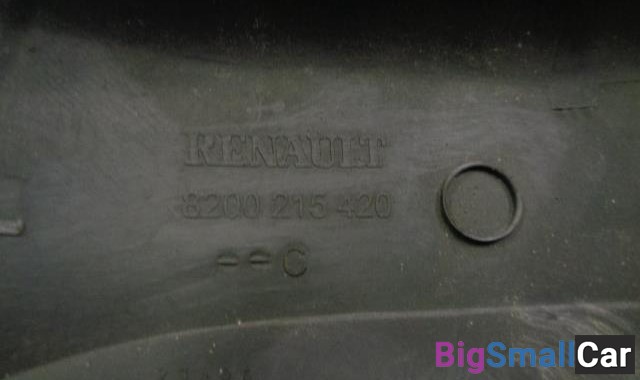 RENAULT
8200 215 420
--C
BigSmallCar